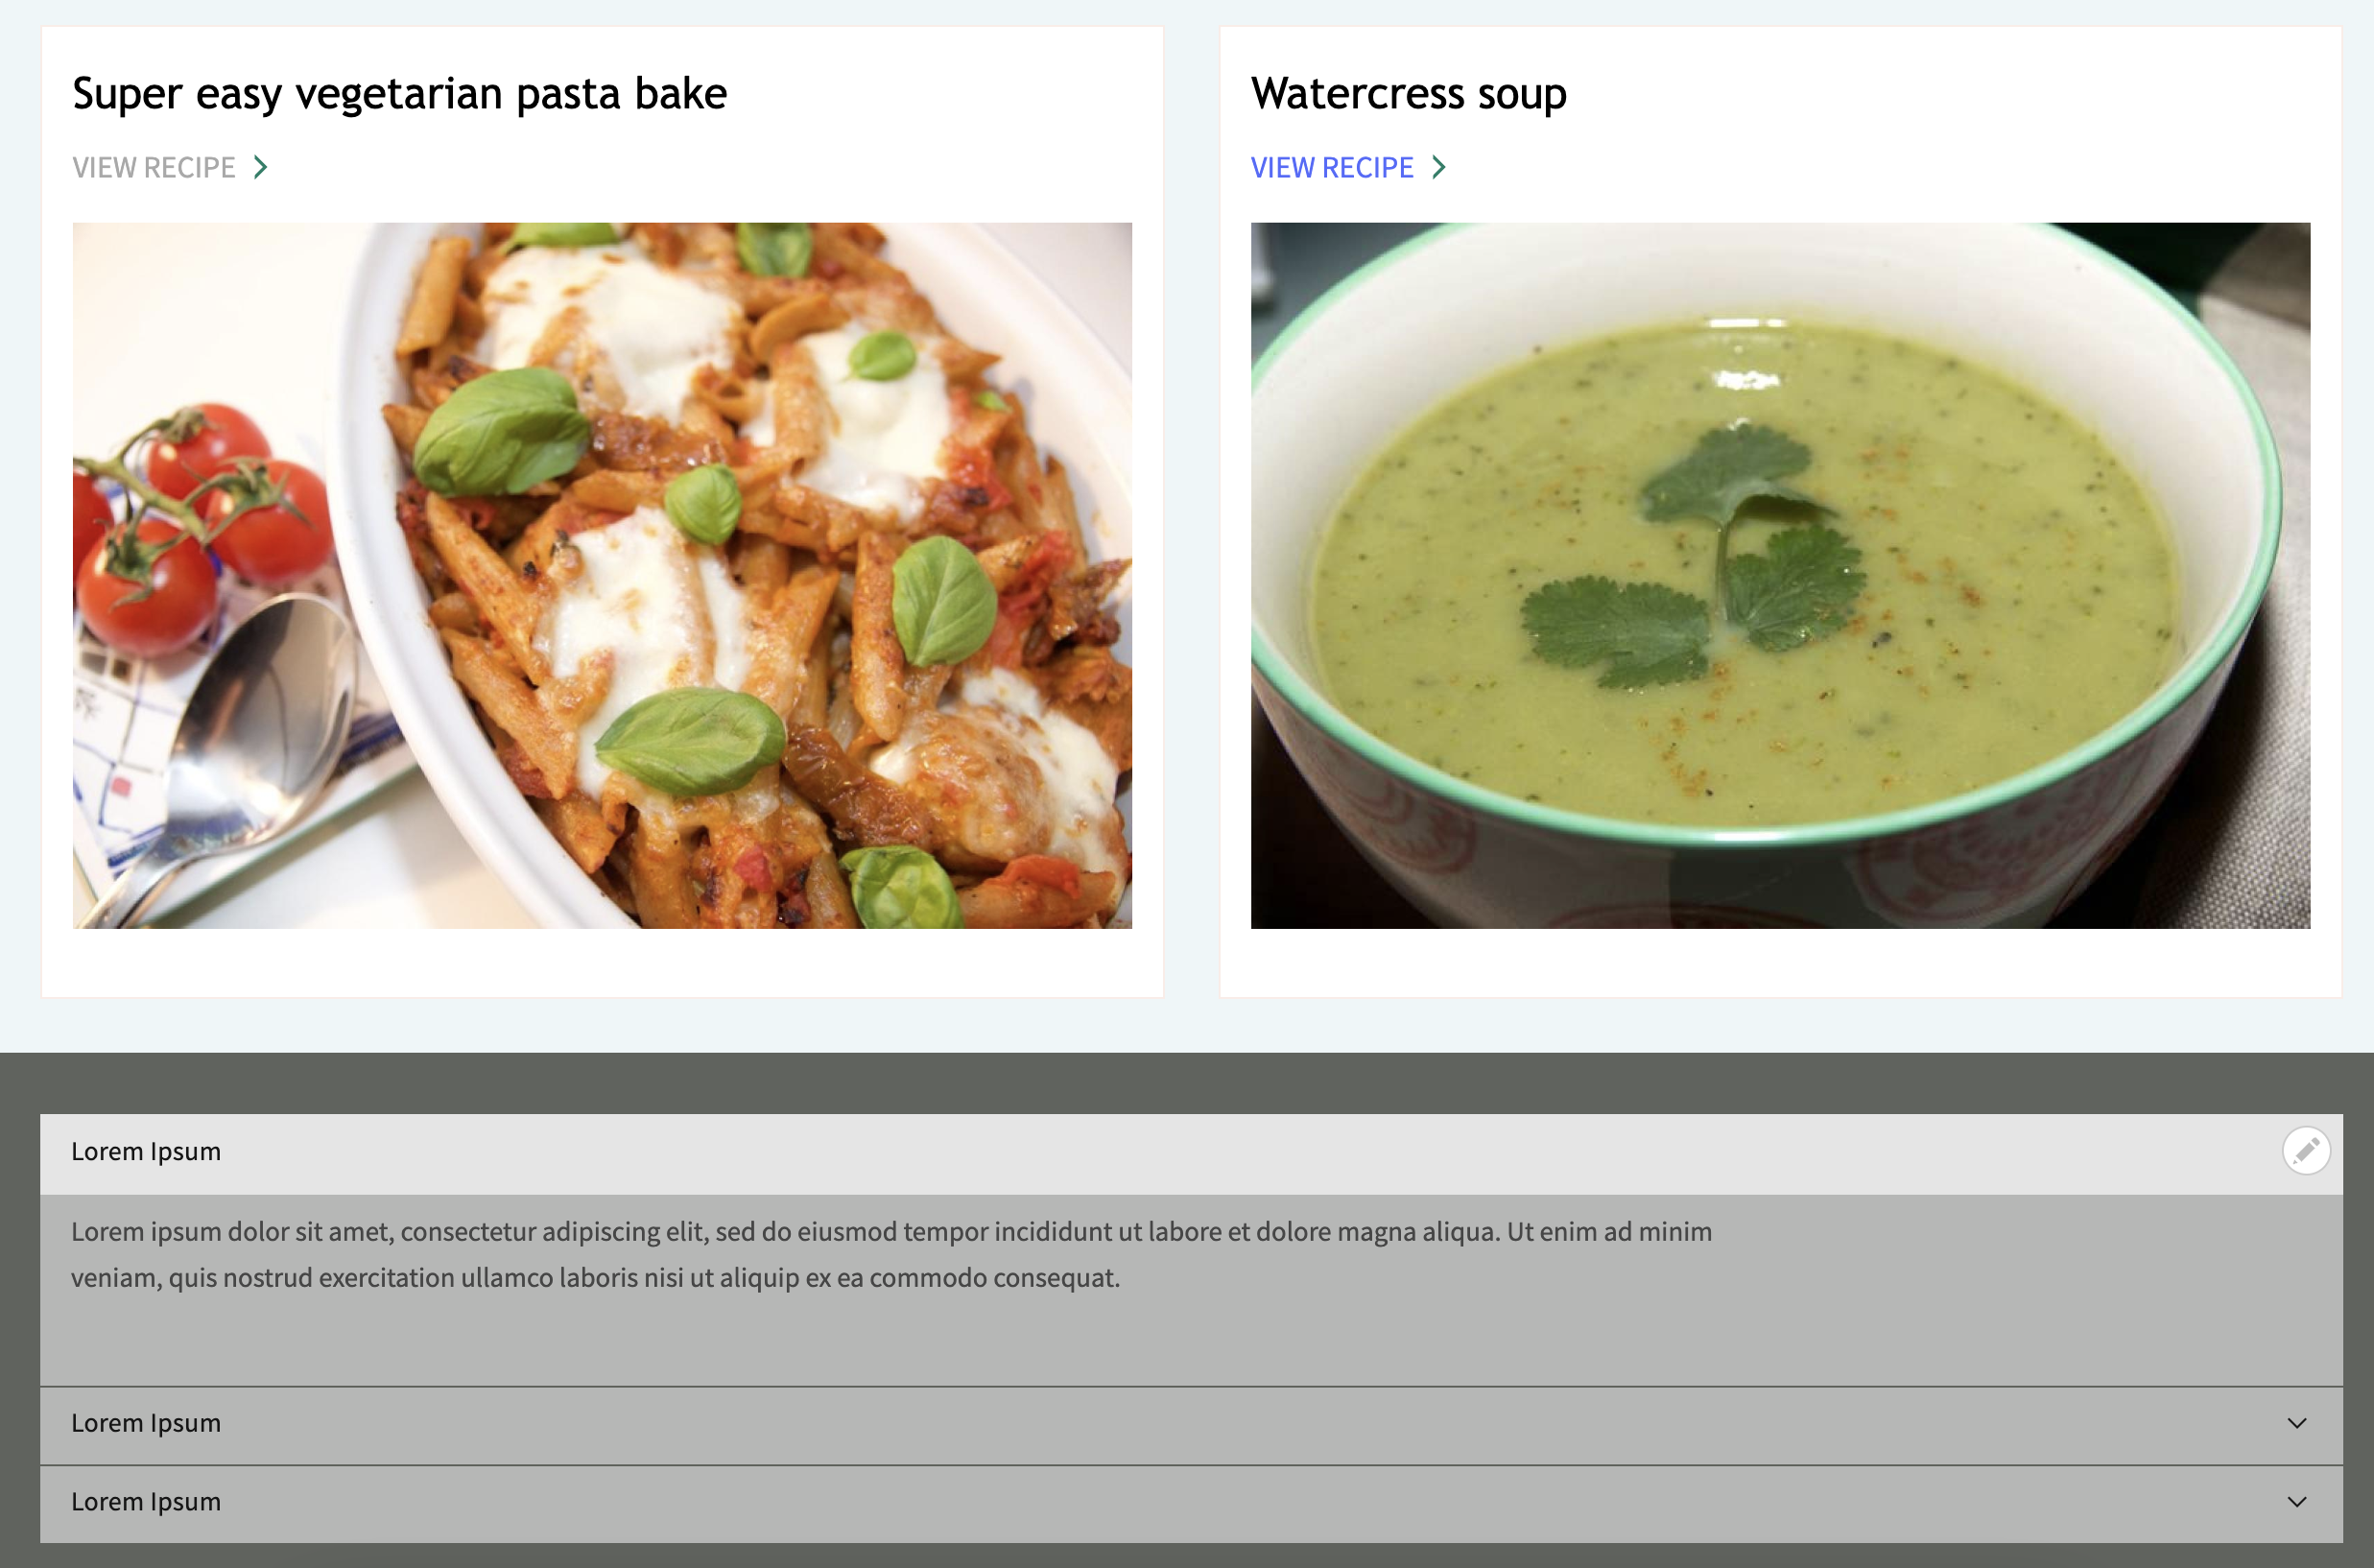 Super easy vegetarian pasta bake
VIEW RECIPE
Watercress soup
VIEW RECIPE
Lorem Ipsum
Lorem ipsum dolor sit amet, consectetur adipiscing elit, sed do eiusmod tempor incididunt ut labore et dolore magna aliqua. Ut enim ad minim
veniam, quis nostrud exercitation ullamco laboris nisi ut aliquip ex ea commodo consequat.
Lorem Ipsum
Lorem Ipsum